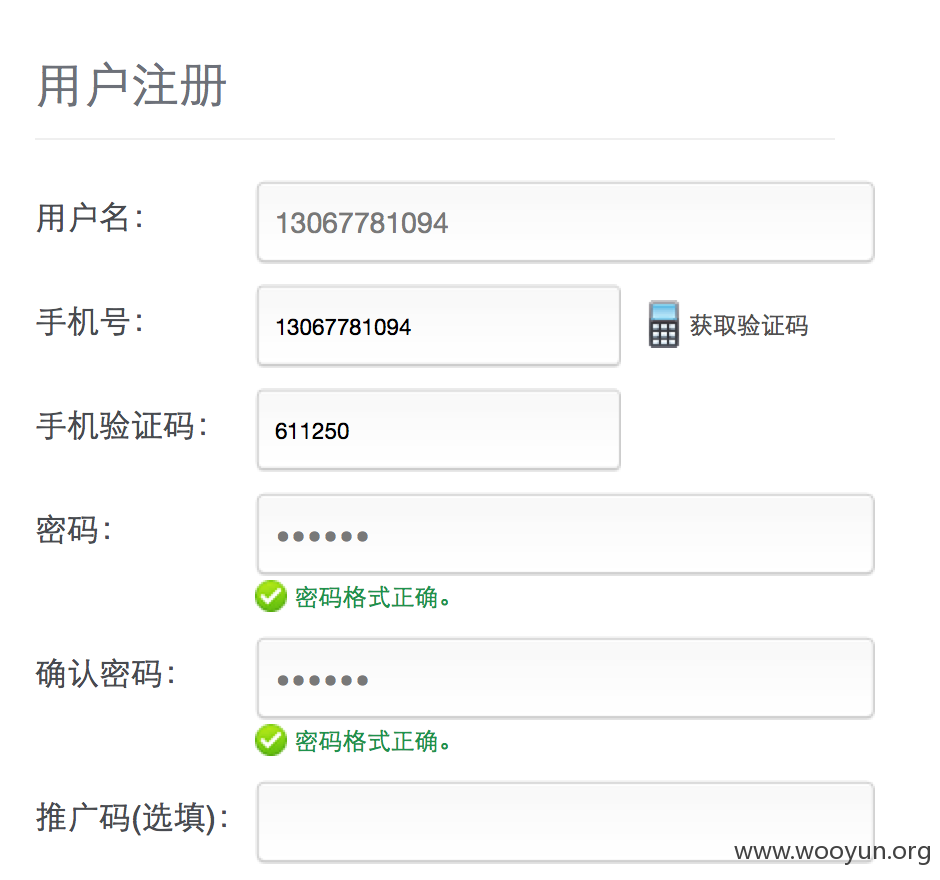 用户注册
用户名： 13067781094
手机号： 13067781094 获取验证码
手机验证码： 611250
密码： ●●●●●●
密码格式正确。
确认密码： ●●●●●●
密码格式正确。
推广码(选填)：
www.wooyun.org